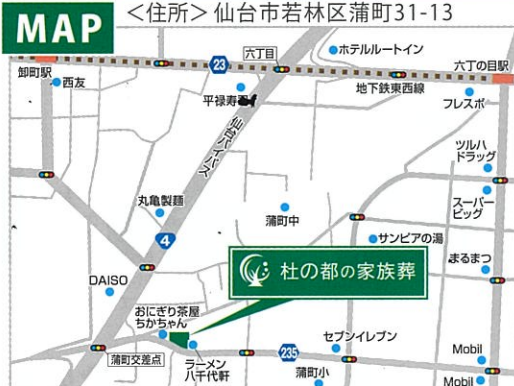 MAP
＜住所＞仙台市若林区蒲町31-13
六丁目
ホテルルートイン
23
卸町駅
西友
地下鉄東西線
六丁の目駅
平禄寿司
フレスポ
仙台バイパス
ツルハ
ドラッグ
丸亀製麺
蒲町中
スーパー
ビッグ
4
サンピアの湯
まるまつ
杜の都の家族葬
DAISO
おにぎり茶屋
ちかちゃん
セブンイレブン
235
蒲町交差点
ラーメン
八千代軒
Mobil
蒲町小
Mobil